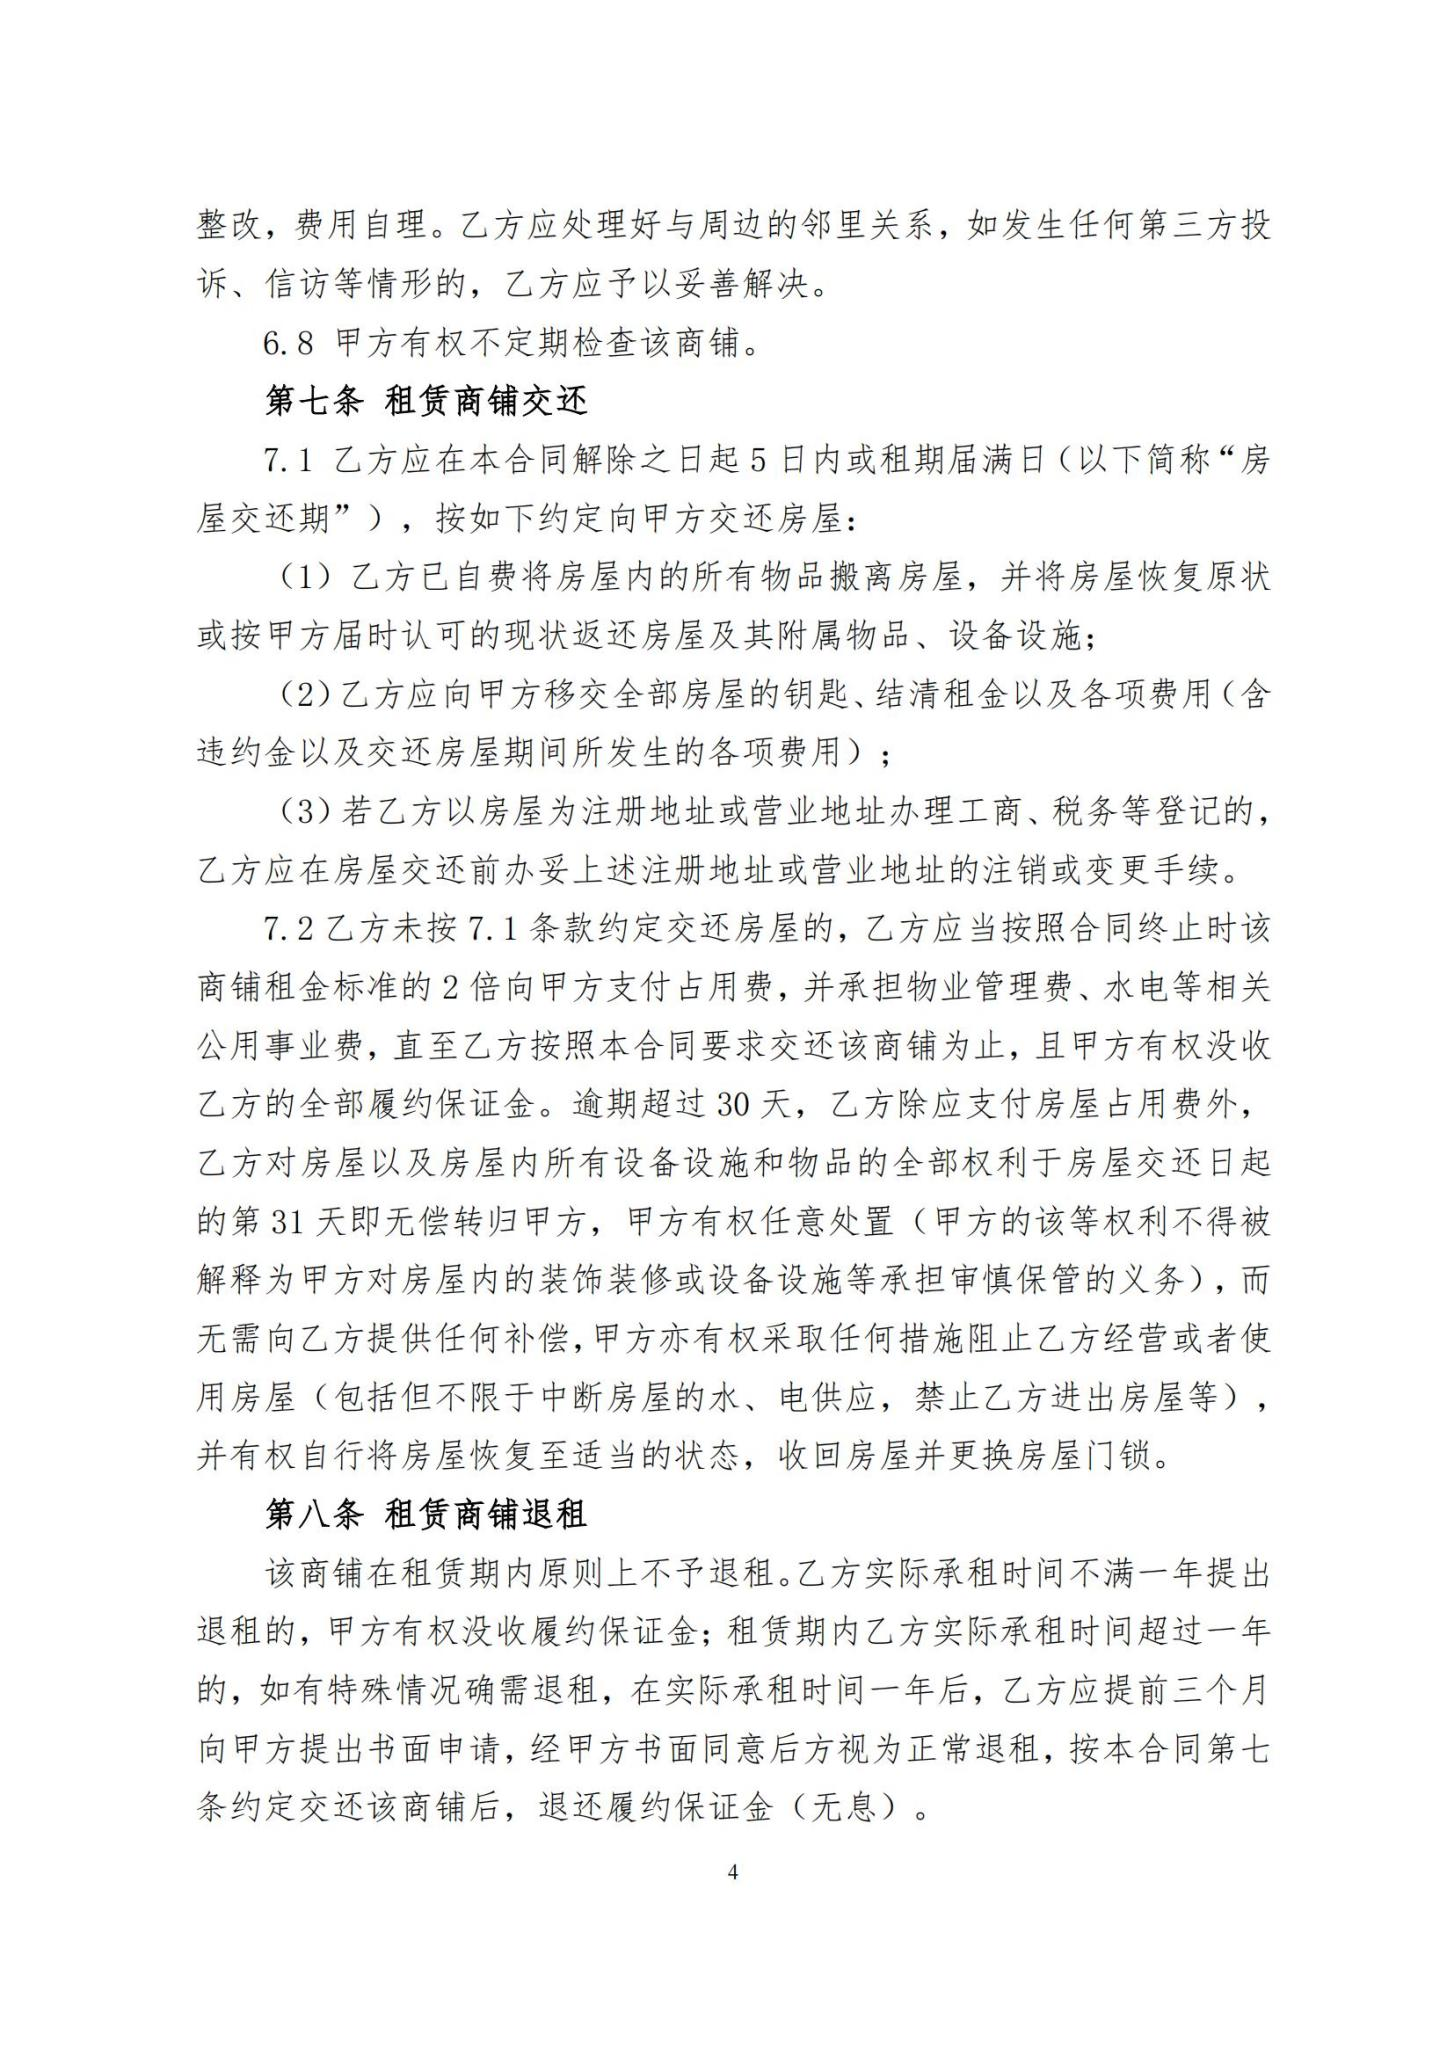 整改，费用自理。乙方应处理好与周边的邻里关系，如发生任何第三方投
诉、信访等情形的，乙方应予以妥善解决。
6.8 甲方有权不定期检查该商铺。
第七条 租赁商铺交还
7.1 乙方应在本合同解除之日起 5 日内或租期届满日（以下简称“房
屋交还期”），按如下约定向甲方交还房屋：
（1）乙方已自费将房屋内的所有物品搬离房屋，并将房屋恢复原状
或按甲方届时认可的现状返还房屋及其附属物品、设备设施；
（2）乙方应向甲方移交全部房屋的钥匙、结清租金以及各项费用（含
违约金以及交还房屋期间所发生的各项费用）；
（3）若乙方以房屋为注册地址或营业地址办理工商、税务等登记的，
乙方应在房屋交还前办妥上述注册地址或营业地址的注销或变更手续。
7.2 乙方未按 7.1 条款约定交还房屋的，乙方应当按照合同终止时该
商铺租金标准的 2 倍向甲方支付占用费，并承担物业管理费、水电等相关
公用事业费，直至乙方按照本合同要求交还该商铺为止，且甲方有权没收
乙方的全部履约保证金。逾期超过 30 天，乙方除应支付房屋占用费外，
乙方对房屋以及房屋内所有设备设施和物品的全部权利于房屋交还日起
的第 31 天即无偿转归甲方，甲方有权任意处置（甲方的该等权利不得被
解释为甲方对房屋内的装饰装修或设备设施等承担审慎保管的义务），而
无需向乙方提供任何补偿，甲方亦有权采取任何措施阻止乙方经营或者使
用房屋（包括但不限于中断房屋的水、电供应，禁止乙方进出房屋等），
并有权自行将房屋恢复至适当的状态，收回房屋并更换房屋门锁。
第八条 租赁商铺退租
该商铺在租赁期内原则上不予退租。乙方实际承租时间不满一年提出
退租的，甲方有权没收履约保证金；租赁期内乙方实际承租时间超过一年
的，如有特殊情况确需退租，在实际承租时间一年后，乙方应提前三个月
向甲方提出书面申请，经甲方书面同意后方视为正常退租，按本合同第七
条约定交还该商铺后，退还履约保证金（无息）。
4